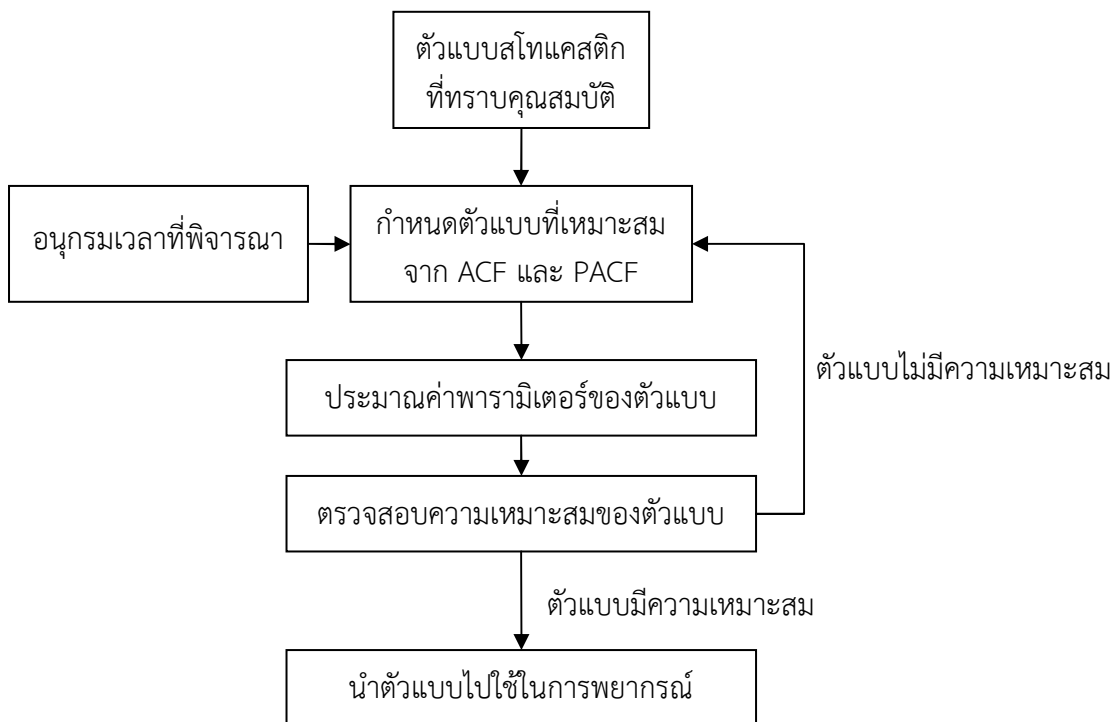 ตัวแบบสโทแคสติก
ที่ทราบคุณสมบัติ
อนุกรมเวลาที่พิจารณา
กำหนดตัวแบบที่เหมาะสม
จาก ACF และ PACF
ตัวแบบไม่มีความเหมาะสม
ประมาณค่าพารามิเตอร์ของตัวแบบ
ตรวจสอบความเหมาะสมของตัวแบบ
ตัวแบบมีความเหมาะสม
นำตัวแบบไปใช้ในการพยากรณ์